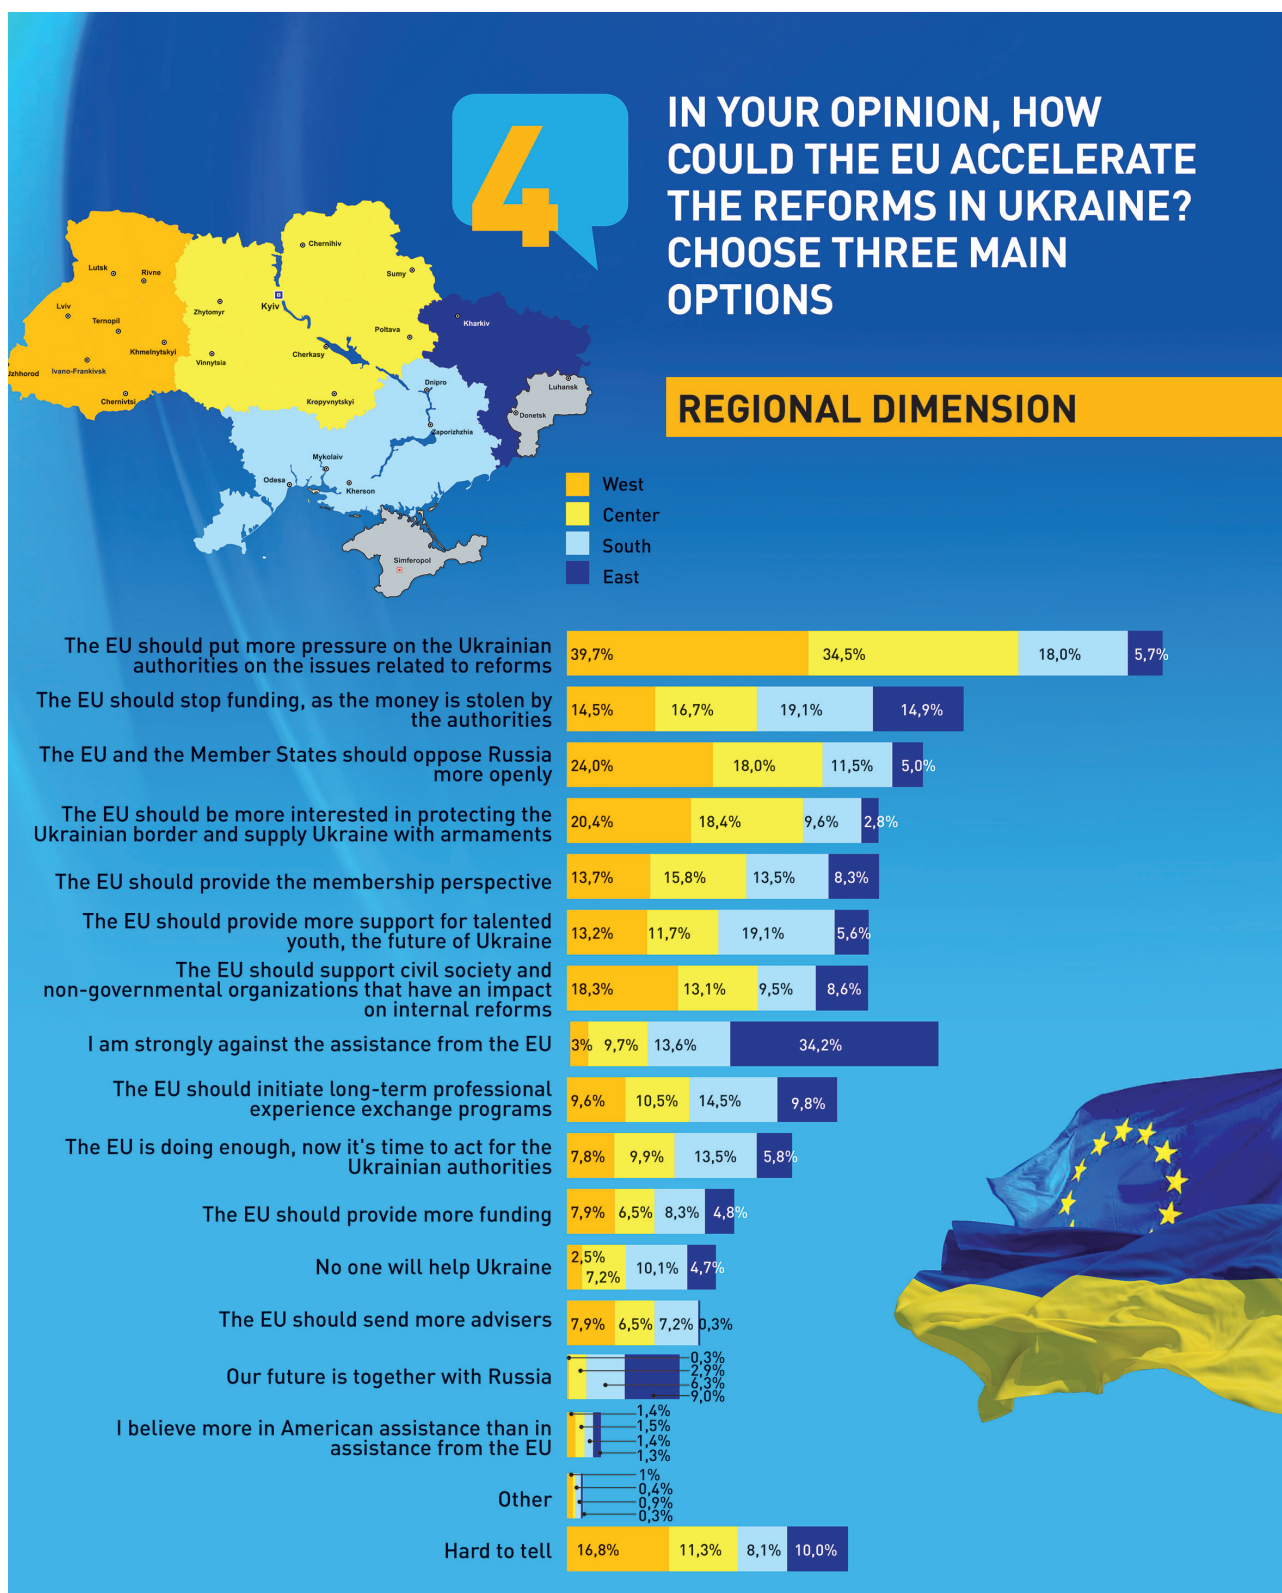 4
IN YOUR OPINION, HOW
COULD THE EU ACCELERATE
THE REFORMS IN UKRAINE?
CHOOSE THREE MAIN
OPTIONS
REGIONAL DIMENSION
Chernihiv
Lutsk
Rivne
Sumy
Lviv
Zhytomyr
Kyiv
Ternopil
Kharkiv
Poltava
Khmelnytskyi
Cherkasy
Vinnytsia
Uzhhorod
Ivano-Frankivsk
Chernivtsi
Kropyvnytskyi
Dnipro
Luhansk
Donetsk
Zaporizhzhia
Mykolaiv
Odesa
Kherson
Simferopol
West
Center
South
East
The EU should put more pressure on the Ukrainian
authorities on the issues related to reforms
39,7% 34,5% 18,0% 5,7%
The EU should stop funding, as the money is stolen by
the authorities
14,5% 16,7% 19,1% 14,9%
The EU and the Member States should oppose Russia
more openly
24,0% 18,0% 11,5% 5,0%
The EU should be more interested in protecting the
Ukrainian border and supply Ukraine with armaments
20,4% 18,4% 9,6% 2,8%
The EU should provide the membership perspective
13,7% 15,8% 13,5% 8,3%
The EU should provide more support for talented
youth, the future of Ukraine
13,2% 11,7% 19,1% 5,6%
The EU should support civil society and
non-governmental organizations that have an impact
on internal reforms
18,3% 13,1% 9,5% 8,6%
I am strongly against the assistance from the EU
3% 9,7% 13,6% 34,2%
The EU should initiate long-term professional
experience exchange programs
9,6% 10,5% 14,5% 9,8%
The EU is doing enough, now it's time to act for the
Ukrainian authorities
7,8% 9,9% 13,5% 5,8%
The EU should provide more funding
7,9% 6,5% 8,3% 4,8%
No one will help Ukraine
2,5% 7,2% 10,1% 4,7%
The EU should send more advisers
7,9% 6,5% 7,2% 0,3%
Our future is together with Russia
0,3%
2,9%
6,3%
9,0%
I believe more in American assistance than in
assistance from the EU
1,4%
1,5%
1,4%
1,3%
Other
1%
0,4%
0,9%
0,3%
Hard to tell
16,8% 11,3% 8,1% 10,0%